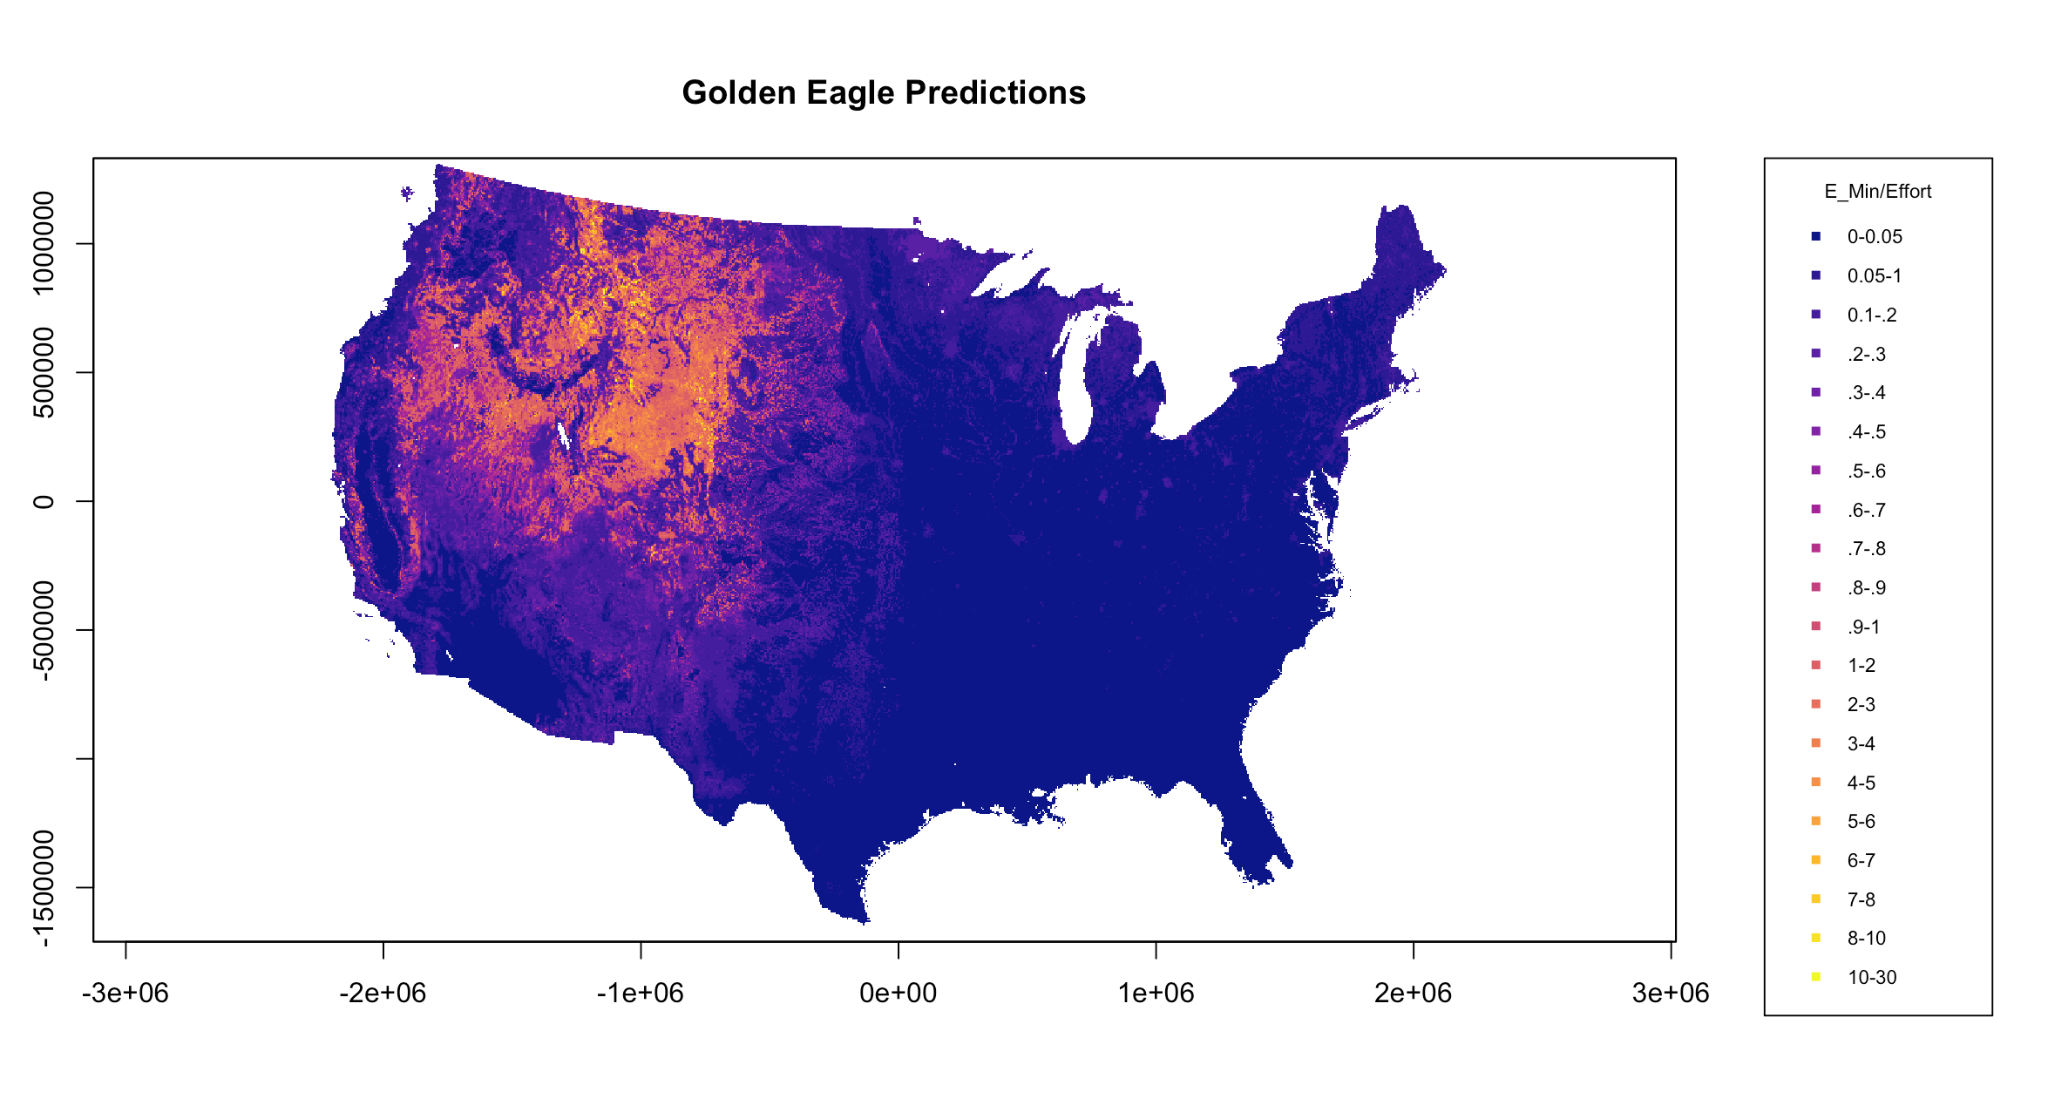 Golden Eagle Predictions
1000000
500000
0
-500000
-1500000
-3e+06
-2e+06
-1e+06
0e+00
1e+06
2e+06
3e+06
E_Min/Effort
0-0.05
0.05-1
0.1-.2
.2-.3
.3-.4
.4-.5
.5-.6
.6-.7
.7-.8
.8-.9
.9-1
1-2
2-3
3-4
4-5
5-6
6-7
7-8
8-10
10-30